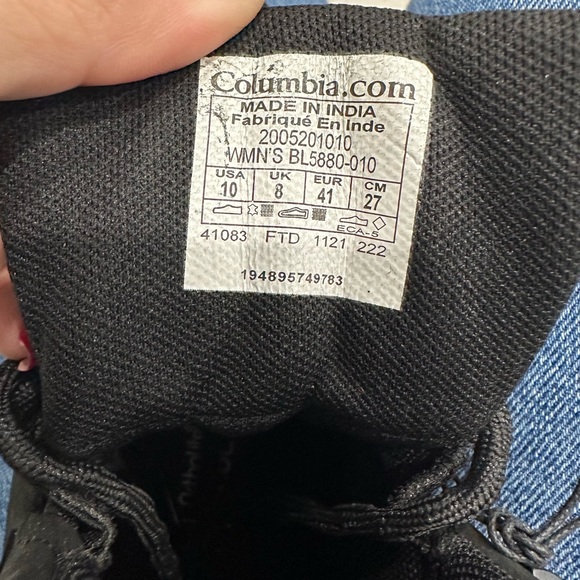 Columbia.com
MADE IN INDIA
Fabriqué En Inde
2005201010
WMN'S BL5880-010
USA UK EUR CM
10 8 41 27
ECA-5
41083 FTD 1121 222
194895749783